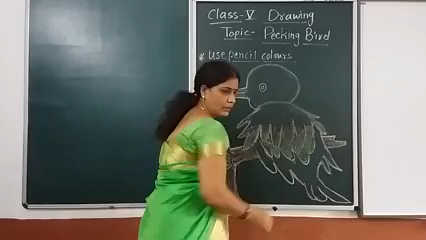 Class - V Drawing
Topic - Pecking Bird
* Use pencil colours